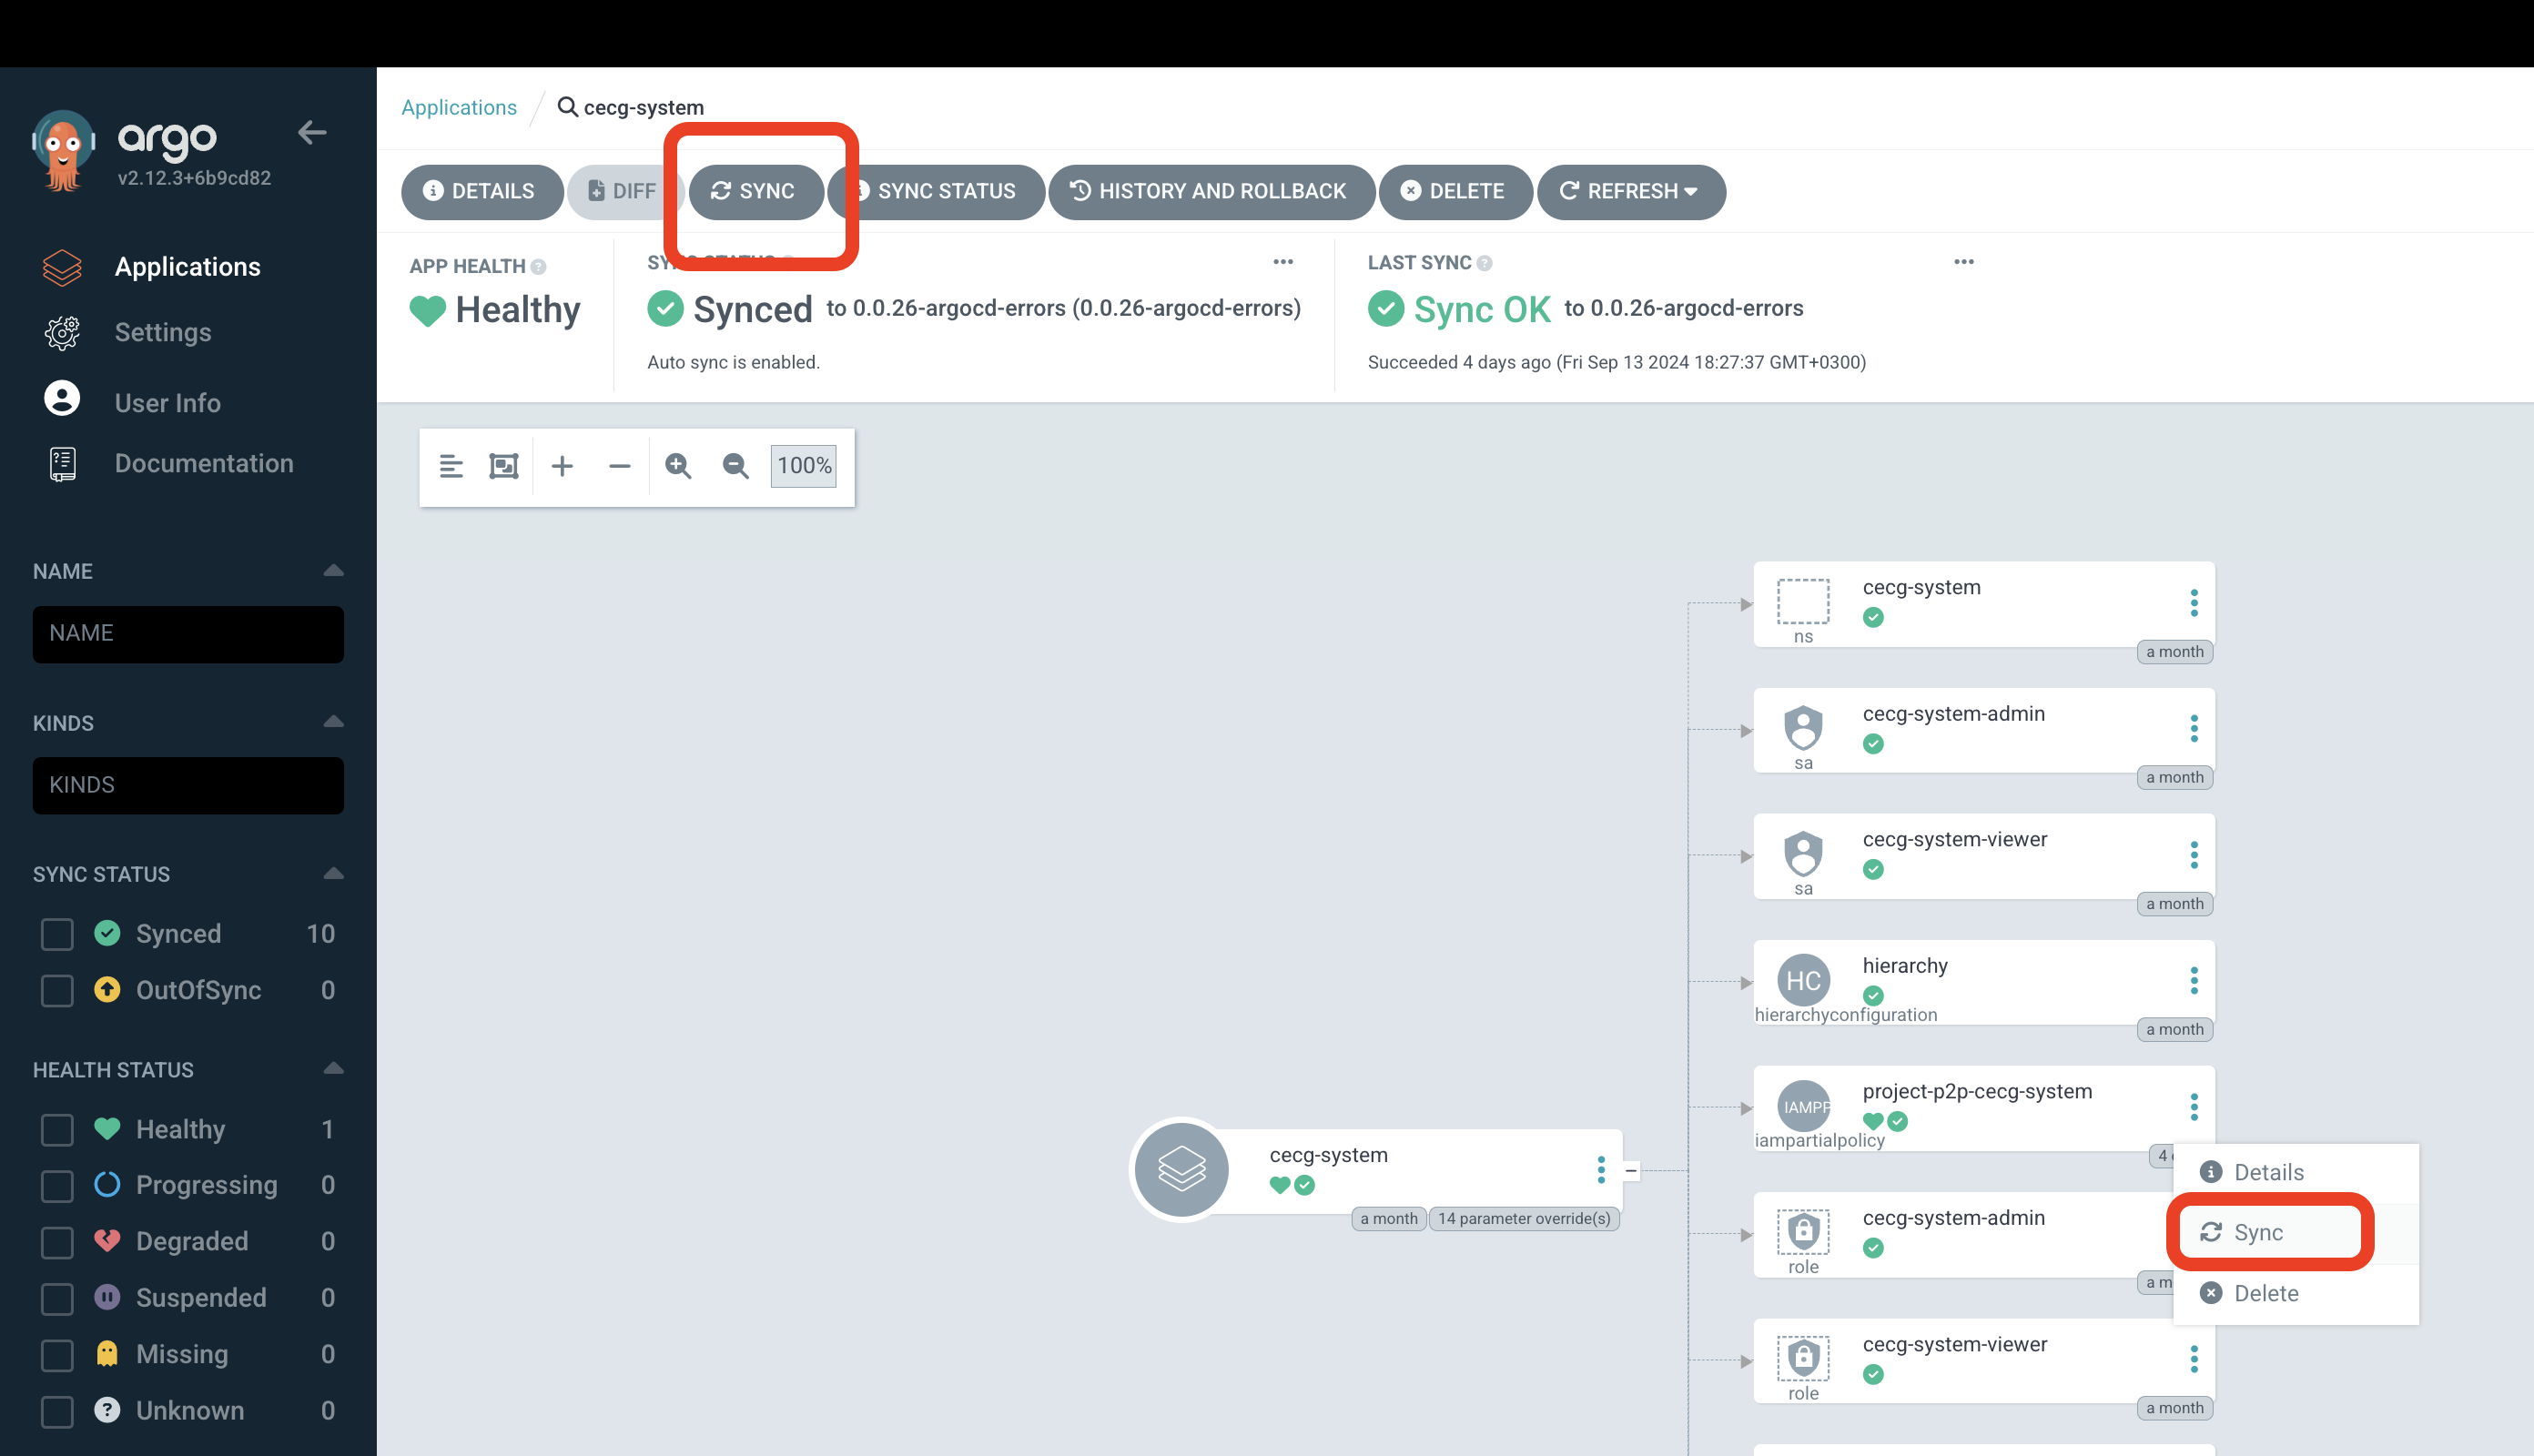 argo
v2.12.3+6b9cd82
Applications
Settings
User Info
Documentation
NAME
NAME
KINDS
KINDS
SYNC STATUS
Synced 10
OutOfSync 0
HEALTH STATUS
Healthy 1
Progressing 0
Degraded 0
Suspended 0
Missing 0
Unknown 0
Applications / cecg-system
DETAILS DIFF SYNC SYNC STATUS HISTORY AND ROLLBACK DELETE REFRESH
APP HEALTH
Healthy
SYNC STATUS
Synced to 0.0.26-argocd-errors (0.0.26-argocd-errors)
Auto sync is enabled.
LAST SYNC
Sync OK to 0.0.26-argocd-errors
Succeeded 4 days ago (Fri Sep 13 2024 18:27:37 GMT+0300)
100%
cecg-system
a month 14 parameter override(s)
cecg-system
ns
a month
cecg-system-admin
sa
a month
cecg-system-viewer
sa
a month
HC
hierarchy
hierarchyconfiguration
a month
IAMPP
project-p2p-cecg-system
iampartialpolicy
4
cecg-system-admin
role
a m
cecg-system-viewer
role
a month
Details
Sync
Delete